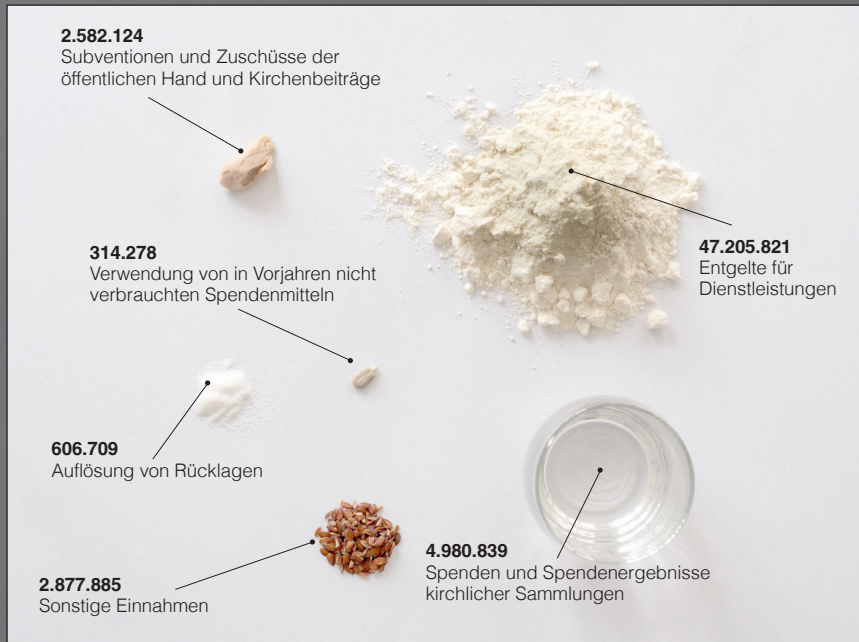 2.582.124
Subventionen und Zuschüsse der
öffentlichen Hand und Kirchenbeiträge
314.278
Verwendung von in Vorjahren nicht
verbrauchten Spendenmitteln
47.205.821
Entgelte für
Dienstleistungen
606.709
Auflösung von Rücklagen
4.980.839
Spenden und Spendenergebnisse
kirchlicher Sammlungen
2.877.885
Sonstige Einnahmen